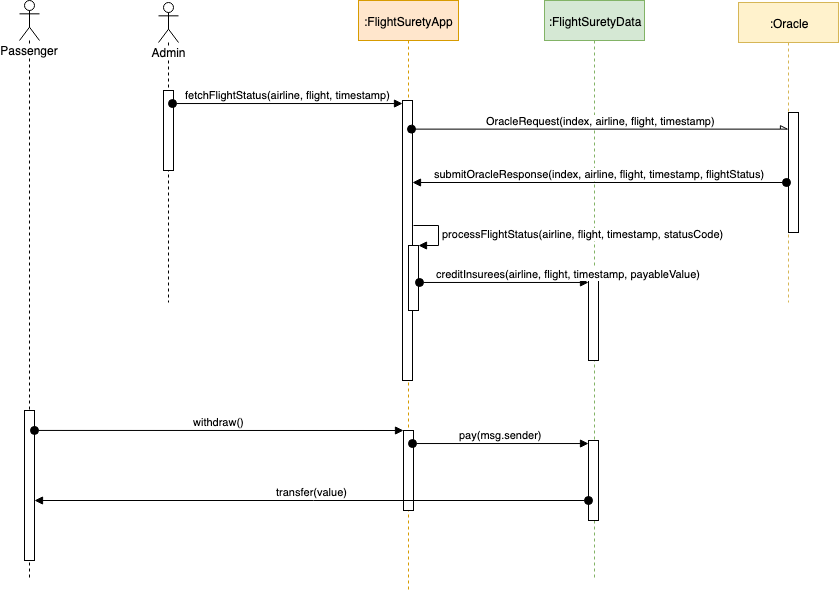 Passenger
Admin
:FlightSuretyApp
:FlightSuretyData
:Oracle
fetchFlightStatus(airline, flight, timestamp)
OracleRequest(index, airline, flight, timestamp)
submitOracleResponse(index, airline, flight, timestamp, flightStatus)
processFlightStatus(airline, flight, timestamp, statusCode)
creditInsurees(airline, flight, timestamp, payableValue)
withdraw()
pay(msg.sender)
transfer(value)